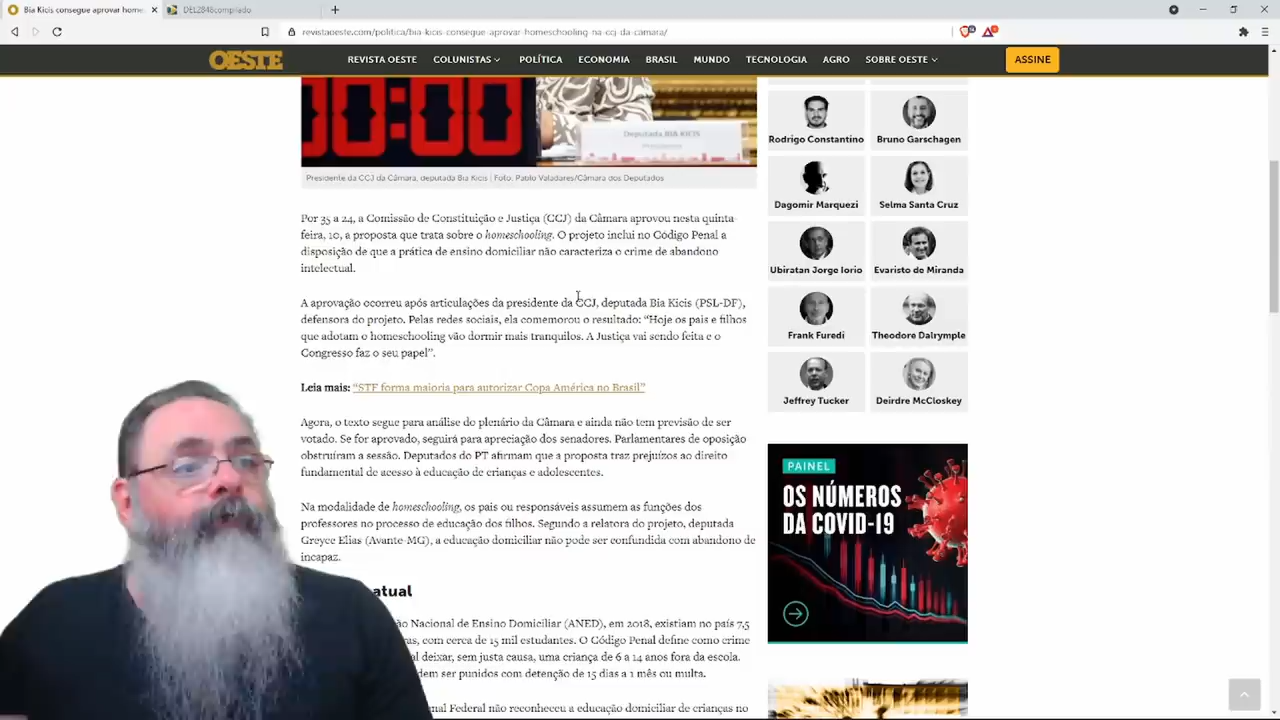 Bia Kicis consegue aprovar home
DEL2848compilado
revistaoeste.com/politica/bia-kicis-consegue-aprovar-homeschooling-na-ccj-da-camara/
OESTE
REVISTA OESTE
COLUNISTAS
POLÍTICA
ECONOMIA
BRASIL
MUNDO
TECNOLOGIA
AGRO
SOBRE OESTE
ASSINE
Deputada BIA KICIS
Presidente da CCJ da Câmara, deputada Bia Kicis | Foto: Pablo Valadares/Câmara dos Deputados
Por 35 a 24, a Comissão de Constituição e Justiça (CCJ) da Câmara aprovou nesta quinta-
feira, 10, a proposta que trata sobre o homeschooling. O projeto inclui no Código Penal a
disposição de que a prática de ensino domiciliar não caracteriza o crime de abandono
intelectual.
A aprovação ocorreu após articulações da presidente da CCJ, deputada Bia Kicis (PSL-DF),
defensora do projeto. Pelas redes sociais, ela comemorou o resultado: “Hoje os pais e filhos
que adotam o homeschooling vão dormir mais tranquilos. A Justiça vai sendo feita e o
Congresso faz o seu papel”.
Leia mais: “STF forma maioria para autorizar Copa América no Brasil”
Agora, o texto segue para análise do plenário da Câmara e ainda não tem previsão de ser
votado. Se for aprovado, seguirá para apreciação dos senadores. Parlamentares de oposição
obstruíram a sessão. Deputados do PT afirmam que a proposta traz prejuízos ao direito
fundamental de acesso à educação de crianças e adolescentes.
Na modalidade de homeschooling, os pais ou responsáveis assumem as funções dos
professores no processo de educação dos filhos. Segundo a relatora do projeto, deputada
Greyce Elias (Avante-MG), a educação domiciliar não pode ser confundida com abandono de
incapaz.
atual
ão Nacional de Ensino Domiciliar (ANED), em 2018, existiam no país 7,5
as, com cerca de 15 mil estudantes. O Código Penal define como crime
al deixar, sem justa causa, uma criança de 6 a 14 anos fora da escola.
dem ser punidos com detenção de 15 dias a 1 mês ou multa.
nal Federal não reconheceu a educação domiciliar de crianças no
Rodrigo Constantino
Bruno Garschagen
Dagomir Marquezi
Selma Santa Cruz
Ubiratan Jorge Iorio
Evaristo de Miranda
Frank Furedi
Theodore Dalrymple
Jeffrey Tucker
Deirdre McCloskey
PAINEL
OS NÚMEROS
DA COVID-19